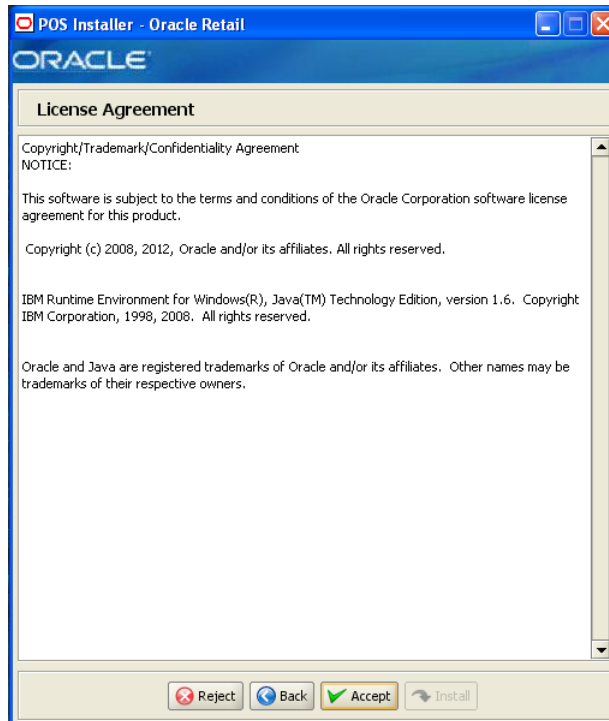 POS Installer - Oracle Retail
ORACLE
License Agreement
Copyright/Trademark/Confidentiality Agreement
NOTICE:
This software is subject to the terms and conditions of the Oracle Corporation software license
agreement for this product.
Copyright (c) 2008, 2012, Oracle and/or its affiliates. All rights reserved.
IBM Runtime Environment for Windows(R), Java(TM) Technology Edition, version 1.6.  Copyright
IBM Corporation, 1998, 2008.  All rights reserved.
Oracle and Java are registered trademarks of Oracle and/or its affiliates.  Other names may be
trademarks of their respective owners.
Reject Back Accept Install